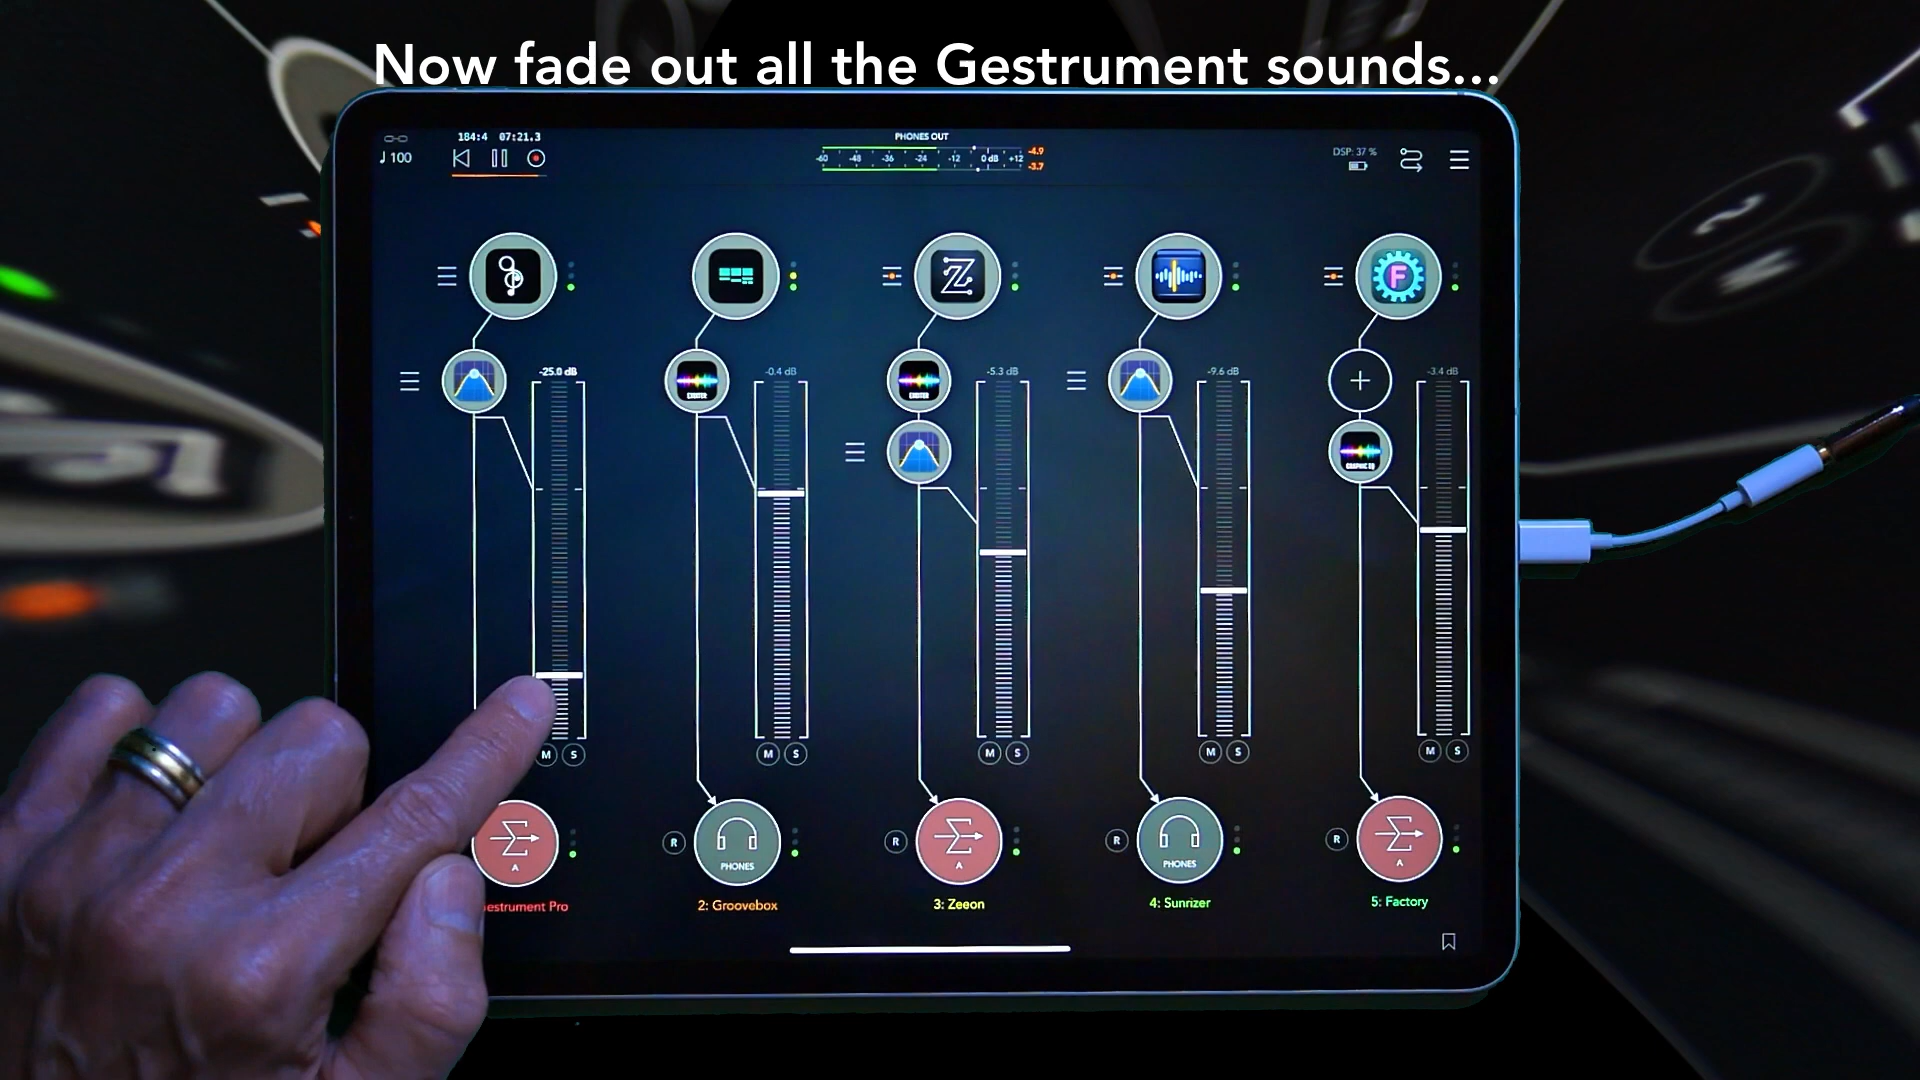 Now fade out all the Gestrument sounds...
184:4 07:21.3
PHONES OUT
♩ 100
-60 -48 -36 -24 -12 0 dB +12
-4.9
-3.7
DSP: 37 %
F
-25.0 dB
-0.4 dB
-5.3 dB
-9.6 dB
-3.4 dB
GRAPHIC EQ
M S
M S
M S
M S
M S
A
R
PHONES
R
A
R
PHONES
R
A
estrument Pro
2: Groovebox
3: Zeeon
4: Sunrizer
5: Factory